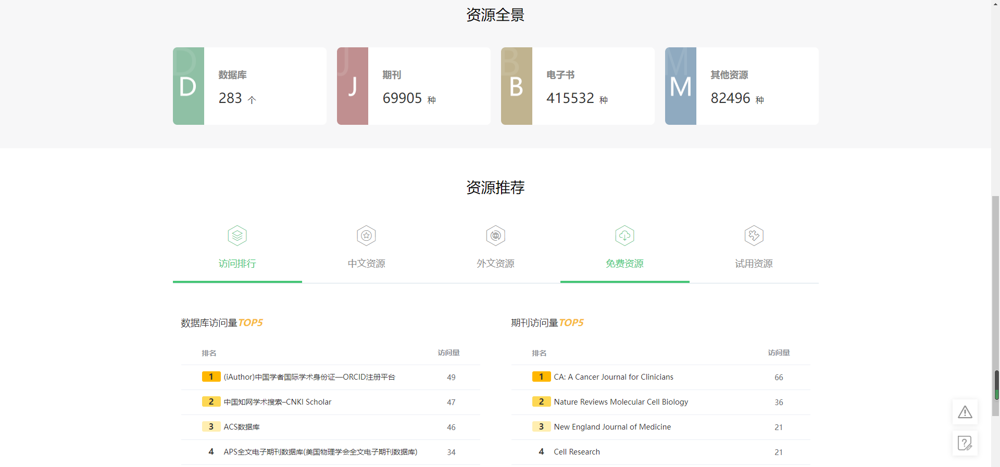 资源全景
D
数据库
283 个
J
期刊
69905 种
B
电子书
415532 种
M
其他资源
82496 种
资源推荐
访问排行
中文资源
外文资源
免费资源
试用资源
数据库访问量TOP5
排名 访问量
1 (iAuthor)中国学者国际学术身份证—ORCID注册平台 49
2 中国知网学术搜索–CNKI Scholar 47
3 ACS数据库 46
4 APS全文电子期刊数据库(美国物理学会全文电子期刊数据库) 34
期刊访问量TOP5
排名 访问量
1 CA: A Cancer Journal for Clinicians 66
2 Nature Reviews Molecular Cell Biology 36
3 New England Journal of Medicine 21
4 Cell Research 21